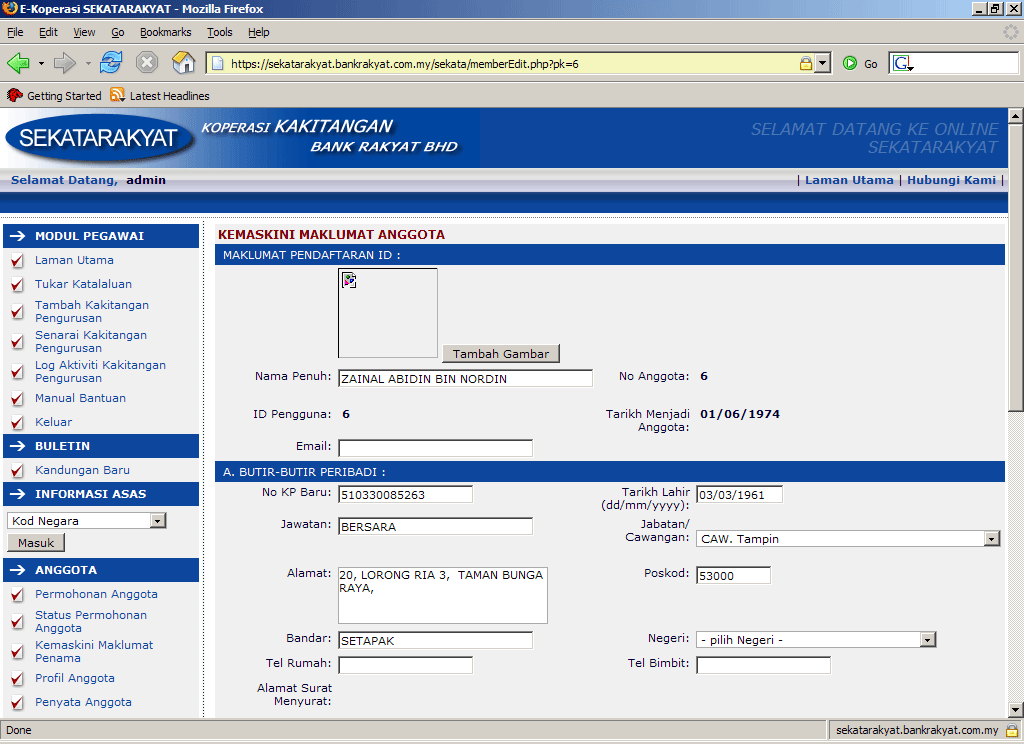 E-Koperasi SEKATARAKYAT - Mozilla Firefox
File Edit View Go Bookmarks Tools Help
https://sekatarakyat.bankrakyat.com.my/sekata/memberEdit.php?pk=6 Go G
Getting Started Latest Headlines
SEKATARAKYAT KOPERASI KAKITANGAN
BANK RAKYAT BHD
SELAMAT DATANG KE ONLINE
SEKATARAKYAT
Selamat Datang, admin | Laman Utama | Hubungi Kami |
MODUL PEGAWAI
Laman Utama
Tukar Katalaluan
Tambah Kakitangan
Pengurusan
Senarai Kakitangan
Pengurusan
Log Aktiviti Kakitangan
Pengurusan
Manual Bantuan
Keluar
BULETIN
Kandungan Baru
INFORMASI ASAS
Kod Negara
Masuk
ANGGOTA
Permohonan Anggota
Status Permohonan
Anggota
Kemaskini Maklumat
Penama
Profil Anggota
Penyata Anggota
KEMASKINI MAKLUMAT ANGGOTA
MAKLUMAT PENDAFTARAN ID :
Tambah Gambar
Nama Penuh: ZAINAL ABIDIN BIN NORDIN No Anggota: 6
ID Pengguna: 6 Tarikh Menjadi
Anggota: 01/06/1974
Email:
A. BUTIR-BUTIR PERIBADI :
No KP Baru: 510330085263 Tarikh Lahir
(dd/mm/yyyy): 03/03/1961
Jawatan: BERSARA Jabatan/
Cawangan: CAW. Tampin
Alamat: 20, LORONG RIA 3, TAMAN BUNGA
RAYA,
Poskod: 53000
Bandar: SETAPAK Negeri: - pilih Negeri -
Tel Rumah: Tel Bimbit:
Alamat Surat
Menyurat:
Done sekatarakyat.bankrakyat.com.my